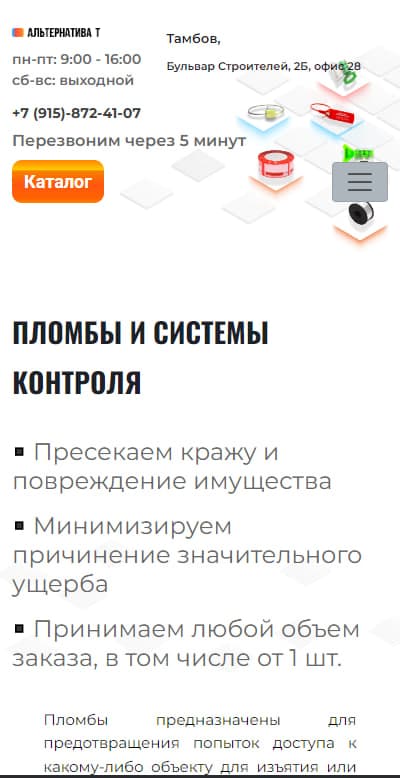 АЛЬТЕРНАТИВА Т
Тамбов,
пн-пт: 9:00 - 16:00
сб-вс: выходной
Бульвар Строителей, 2Б, офис 28
+7 (915)-872-41-07
Перезвоним через 5 минут
Каталог
ПЛОМБЫ И СИСТЕМЫ
КОНТРОЛЯ
Пресекаем кражу и
повреждение имущества
Минимизируем
причинение значительного
ущерба
Принимаем любой объем
заказа, в том числе от 1 шт.
Пломбы предназначены для
предотвращения попыток доступа к
какому-либо объекту для изъятия или